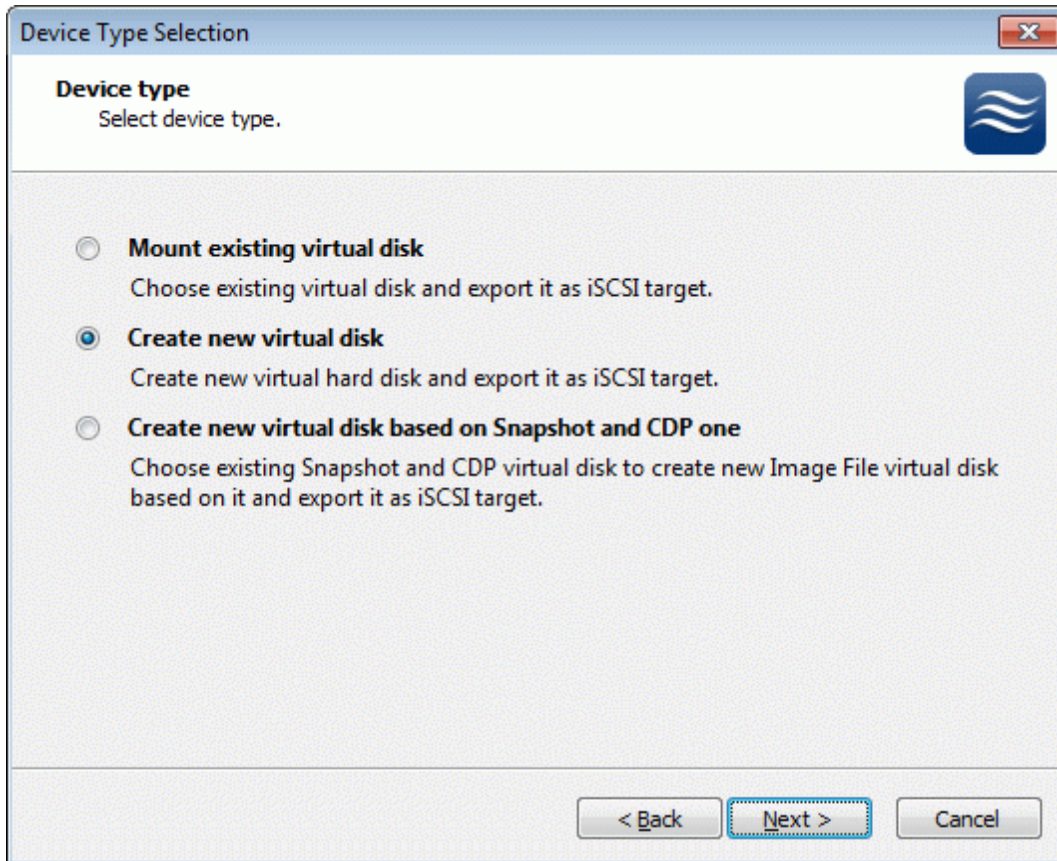 Device Type Selection
Device type
Select device type.
Mount existing virtual disk
Choose existing virtual disk and export it as iSCSI target.
Create new virtual disk
Create new virtual hard disk and export it as iSCSI target.
Create new virtual disk based on Snapshot and CDP one
Choose existing Snapshot and CDP virtual disk to create new Image File virtual disk
based on it and export it as iSCSI target.
< Back Next > Cancel